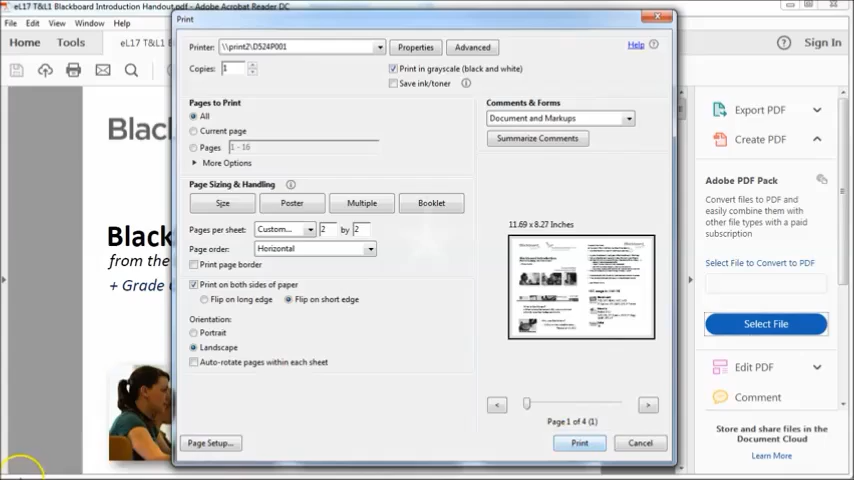 eL17 T&L1 Blackboard Introduction Handout.pdf - Adobe Acrobat Reader DC
File Edit View Window Help
Home Tools eL17 T&L1 Bl
Sign In
Print
Printer: \\print2\D524P001 Properties Advanced Help
Copies: 1
Print in grayscale (black and white)
Save ink/toner
Pages to Print
All
Current page
Pages 1 - 16
More Options
Comments & Forms
Document and Markups
Summarize Comments
Page Sizing & Handling
Size Poster Multiple Booklet
Pages per sheet: Custom... 2 by 2
Page order: Horizontal
Print page border
Print on both sides of paper
Flip on long edge Flip on short edge
Orientation:
Portrait
Landscape
Auto-rotate pages within each sheet
11.69 x 8.27 Inches
< >
Page 1 of 4 (1)
Page Setup... Print Cancel
Black
Black
from the
+ Grade
Export PDF
Create PDF
Adobe PDF Pack
Convert files to PDF and
easily combine them with
other file types with a paid
subscription
Select File to Convert to PDF
Select File
Edit PDF
Comment
Store and share files in the
Document Cloud
Learn More